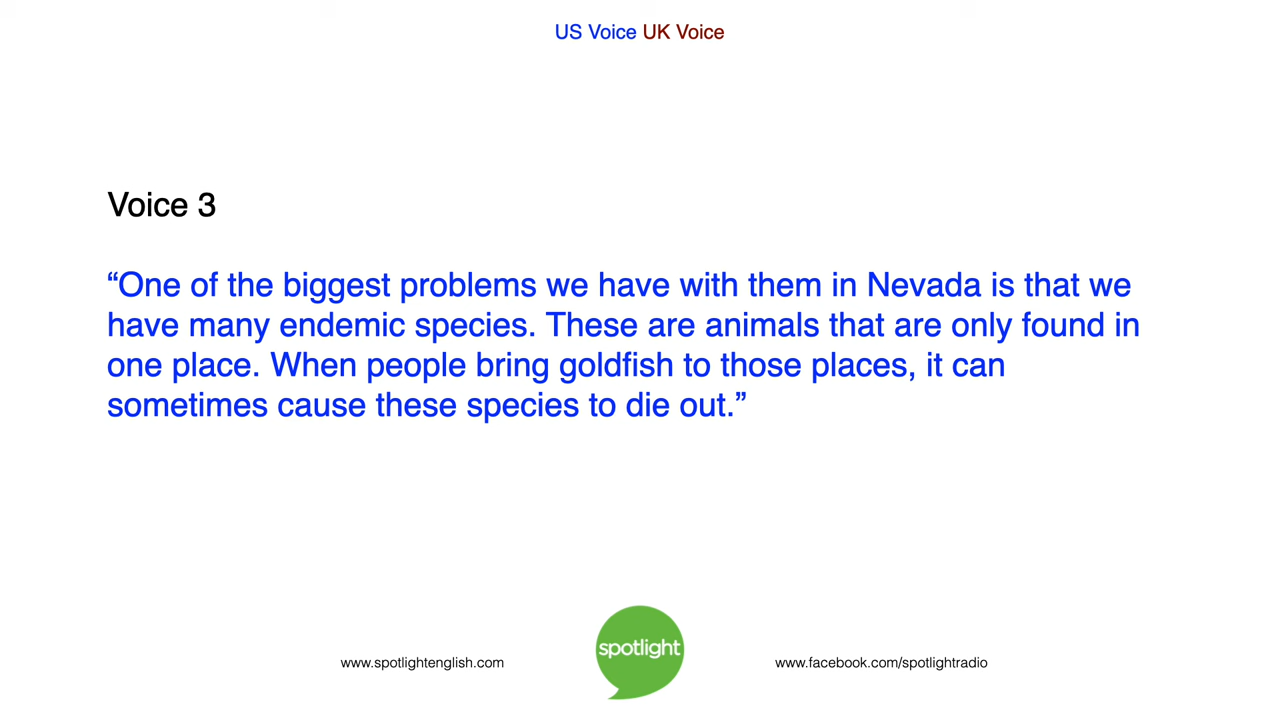 US Voice UK Voice
Voice 3
“One of the biggest problems we have with them in Nevada is that we
have many endemic species. These are animals that are only found in
one place. When people bring goldfish to those places, it can
sometimes cause these species to die out.”
spotlight
www.spotlightenglish.com
www.facebook.com/spotlightradio